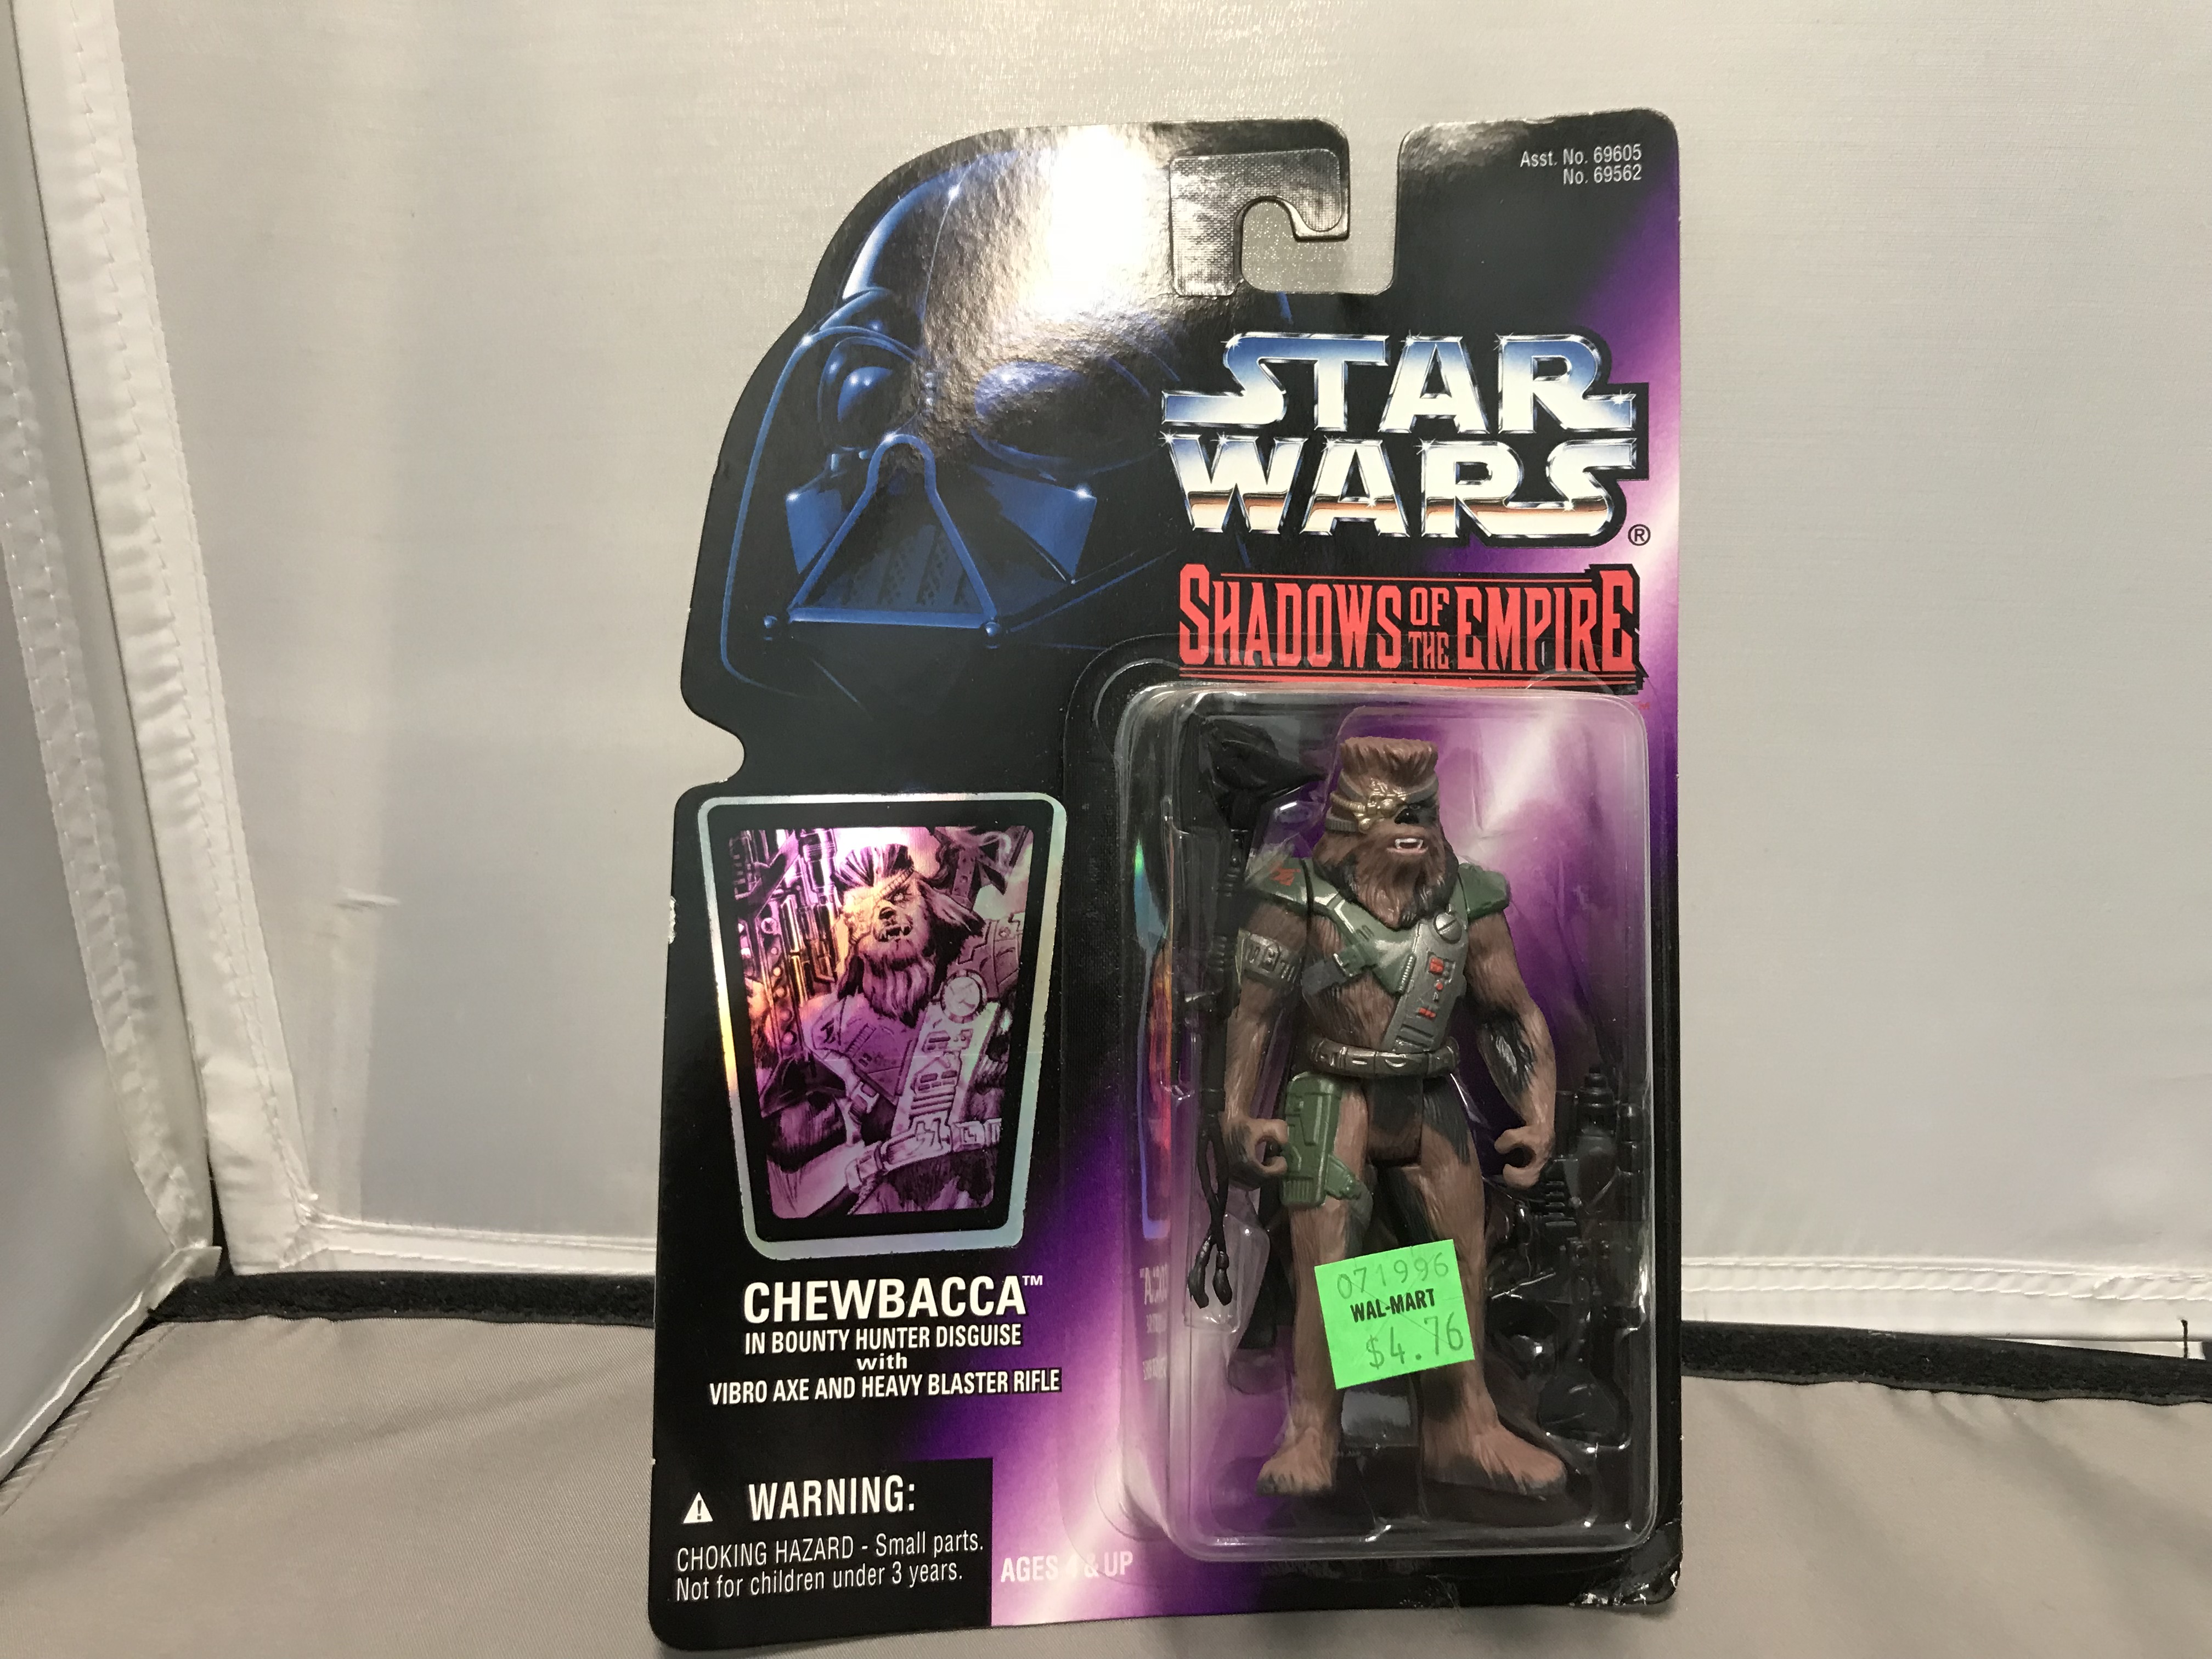 Asst. No. 69605
No. 69562
STAR
WARS®
SHADOWS OF THE EMPIRE
CHEWBACCA™
IN BOUNTY HUNTER DISGUISE
with
VIBRO AXE AND HEAVY BLASTER RIFLE
071996
WAL-MART
$4.76
⚠ WARNING:
CHOKING HAZARD - Small parts.
Not for children under 3 years.
AGES 4 & UP